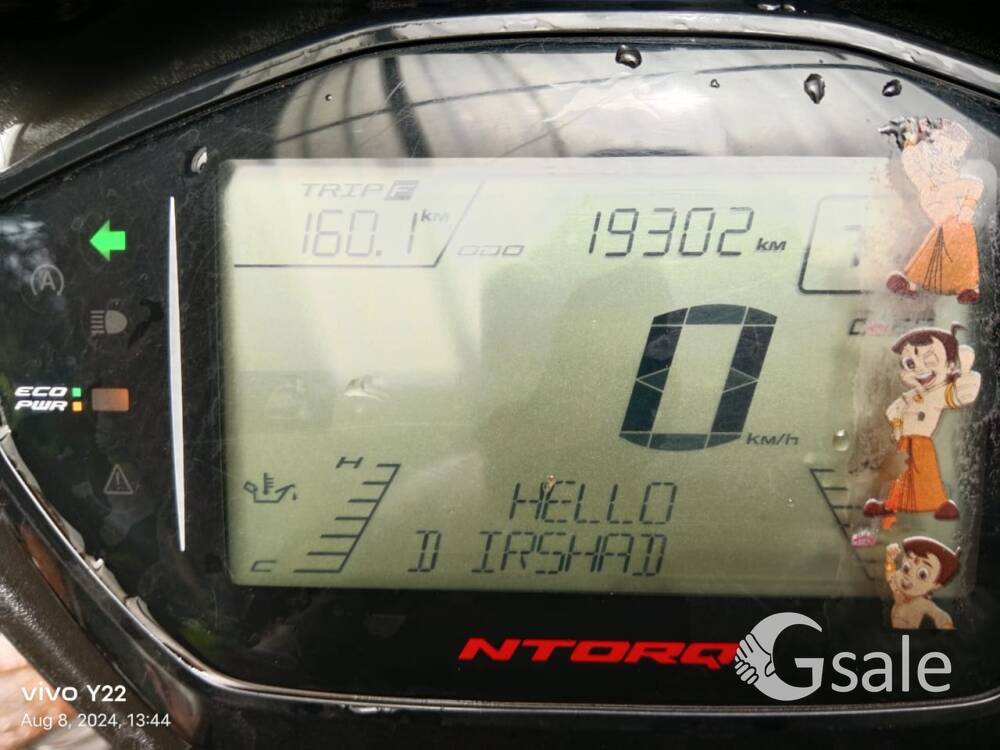 TRIP F
160.1 km
ODO 19302 km
0 km/h
ECO
PWR
A
H
C
HELLO
D IRSHAD
NTORQ
Gsale
vivo Y22
Aug 8, 2024, 13:44